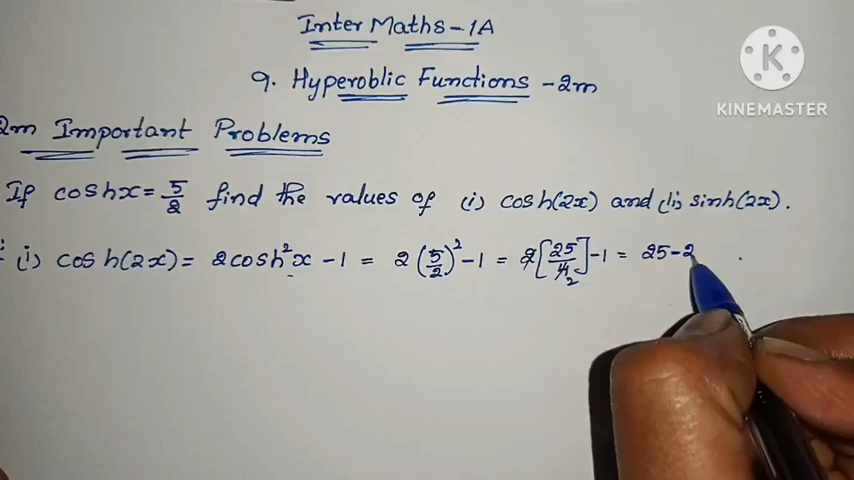 Inter Maths-1A
K
KINEMASTER
9. Hyperoblic Functions -2m
2m Important Problems
If coshx = 5/2 find the values of (i) cosh(2x) and (ii) sinh(2x).
(i) cosh(2x) = 2cosh²x - 1 = 2(5/2)² - 1 = 2[25/4 2] - 1 = 25-2